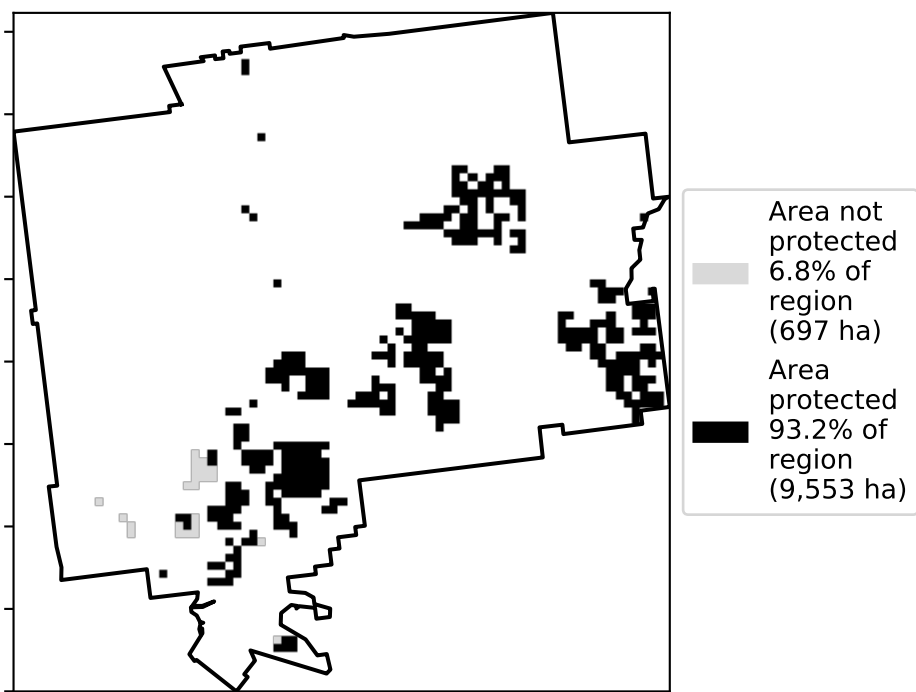 Area not
protected
6.8% of
region
(697 ha)
Area
protected
93.2% of
region
(9,553 ha)